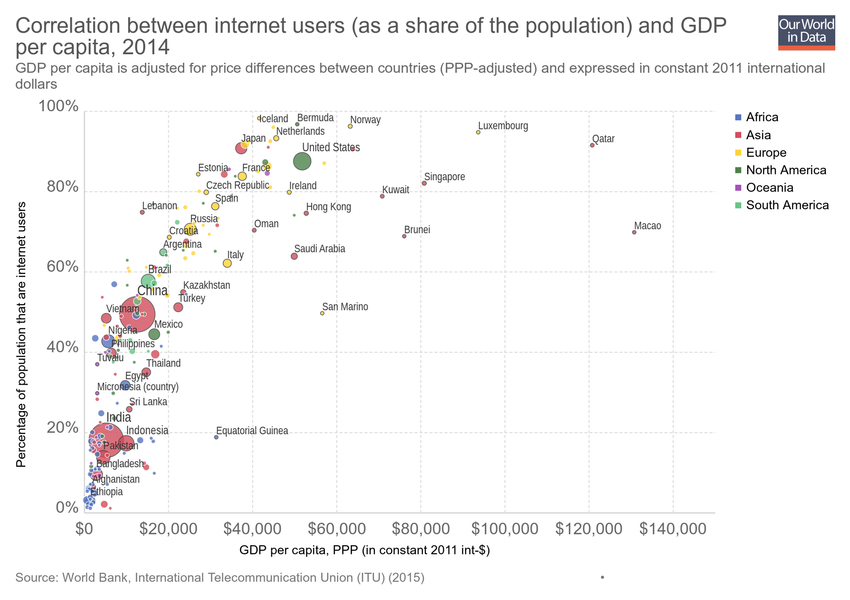 Correlation between internet users (as a share of the population) and GDP
per capita, 2014
Our World
in Data
GDP per capita is adjusted for price differences between countries (PPP-adjusted) and expressed in constant 2011 international
dollars
100%
Iceland
Bermuda
Norway
Luxembourg
Africa
Japan
Netherlands
Qatar
Asia
United States
Europe
Estonia
France
North America
Singapore
Oceania
80%
Czech Republic
Ireland
Kuwait
South America
Spain
Lebanon
Hong Kong
Russia
Oman
Brunei
Macao
Croatia
Argentina
Italy
Saudi Arabia
60%
Brazil
China
Kazakhstan
Turkey
Vietnam
San Marino
Mexico
Nigeria
Philippines
40%
Tuvalu
Thailand
Egypt
Micronesia (country)
Sri Lanka
India
20%
Indonesia
Equatorial Guinea
Pakistan
Bangladesh
Afghanistan
Ethiopia
0%
$0
$20,000
$40,000
$60,000
$80,000
$100,000
$120,000
$140,000
Percentage of population that are internet users
GDP per capita, PPP (in constant 2011 int-$)
Source: World Bank, International Telecommunication Union (ITU) (2015)